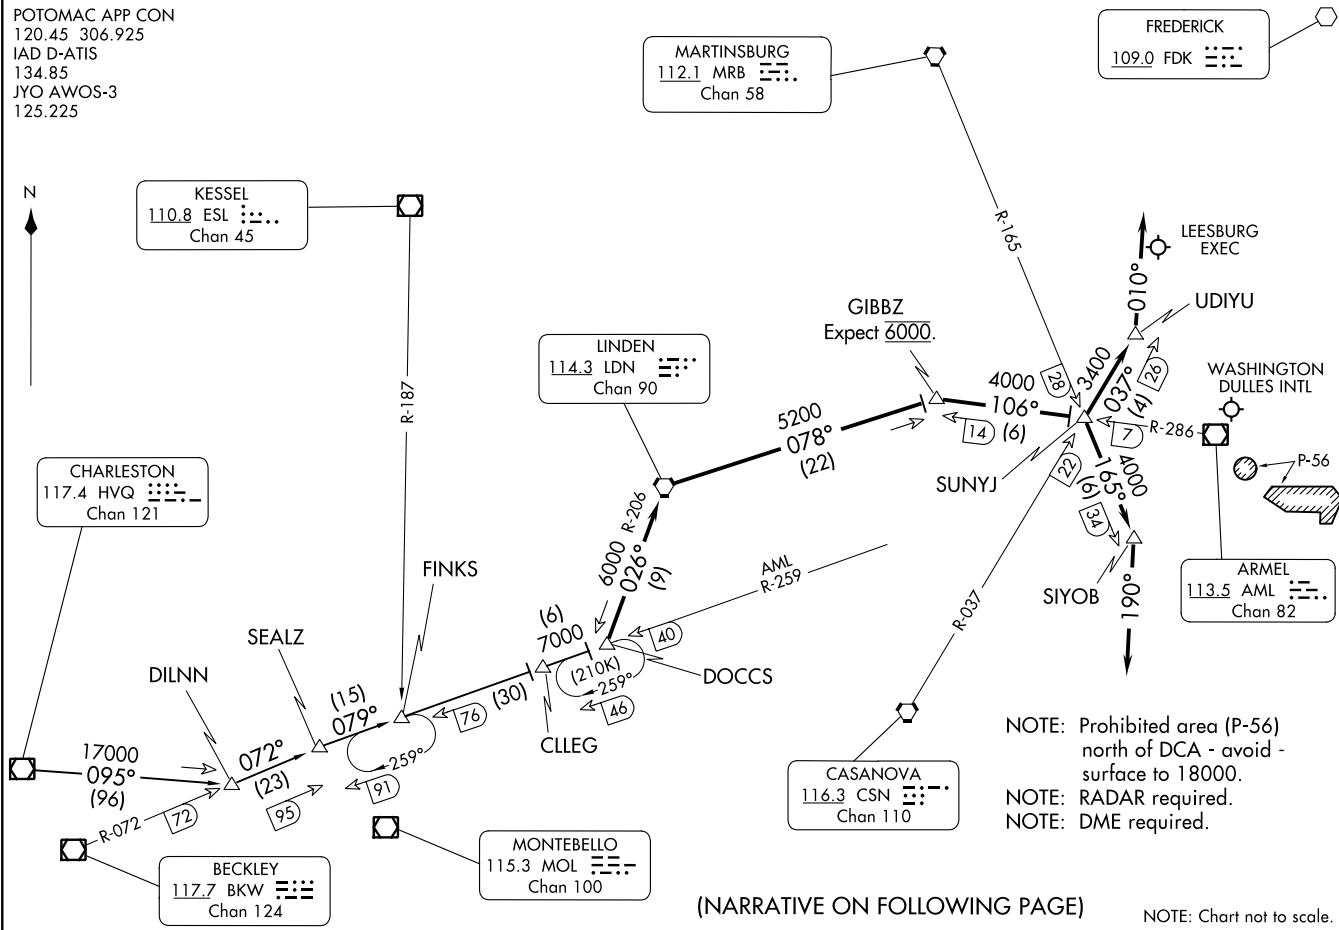 POTOMAC APP CON
120.45 306.925
IAD D-ATIS
134.85
JYO AWOS-3
125.225
MARTINSBURG
112.1 MRB
Chan 58
FREDERICK
109.0 FDK
N
KESSEL
110.8 ESL
Chan 45
R-187
R-165
LEESBURG
EXEC
010°
UDIYU
GIBBZ
Expect 6000.
LINDEN
114.3 LDN
Chan 90
5200
078°
(22)
4000
106°
(6)
14
28
3400
037°
(4)
26
WASHINGTON
DULLES INTL
7
R-286
P-56
SUNYJ
22
4000
165°
(6)
34
SIYOB
190°
ARMEL
113.5 AML
Chan 82
CHARLESTON
117.4 HVQ
Chan 121
R-206
6000
026°
(9)
AML
R-259
40
R-037
FINKS
SEALZ
DILNN
(6)
7000
(210K)
259°
46
DOCCS
CLLEG
(30)
76
(15)
079°
259°
91
072°
(23)
95
17000
095°
(96)
R-072
72
BECKLEY
117.7 BKW
Chan 124
MONTEBELLO
115.3 MOL
Chan 100
CASANOVA
116.3 CSN
Chan 110
NOTE: Prohibited area (P-56)
north of DCA - avoid -
surface to 18000.
NOTE: RADAR required.
NOTE: DME required.
(NARRATIVE ON FOLLOWING PAGE)
NOTE: Chart not to scale.